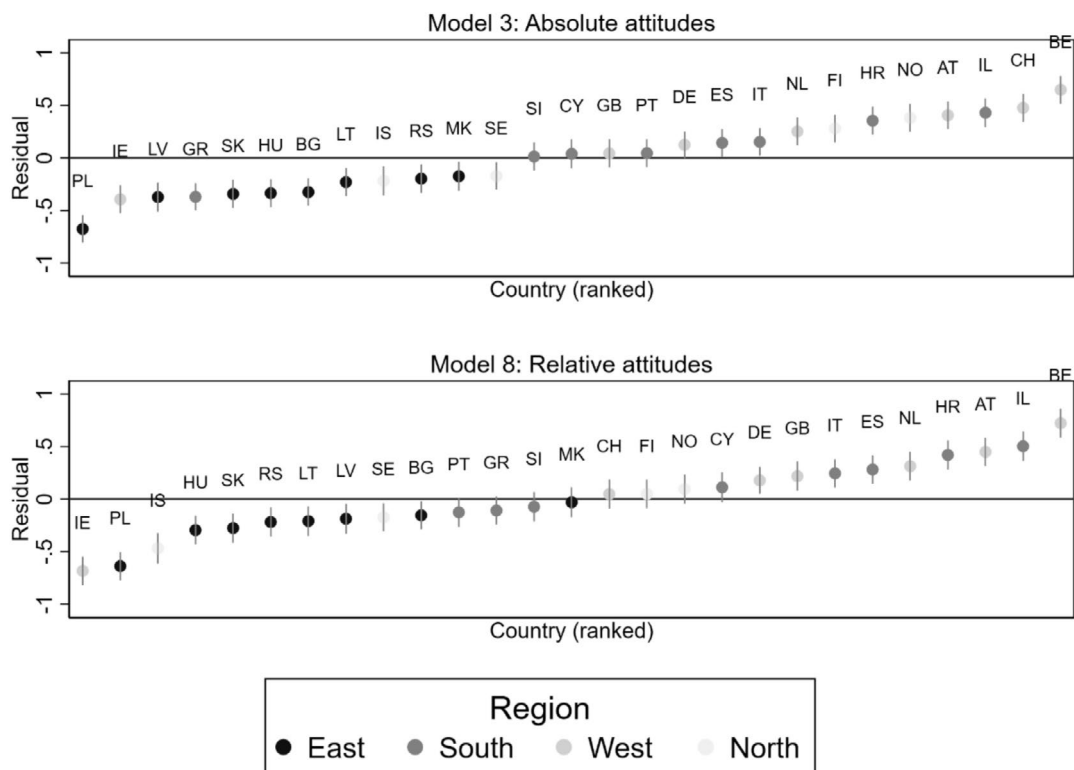 Model 3: Absolute attitudes
Residual
1
.5
0
-.5
-1
PL IE LV GR SK HU BG LT IS RS MK SE SI CY GB PT DE ES IT NL FI HR NO AT IL CH BE
Country (ranked)
Model 8: Relative attitudes
Residual
1
.5
0
-.5
-1
IE PL IS HU SK RS LT LV SE BG PT GR SI MK CH FI NO CY DE GB IT ES NL HR AT IL BE
Country (ranked)
Region
East South West North